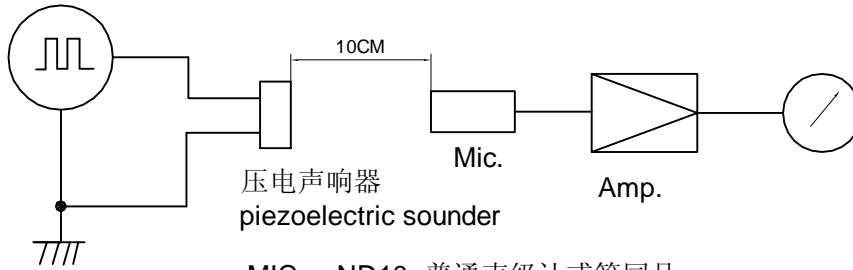 10CM
Mic.
Amp.
压电声响器
piezoelectric sounder